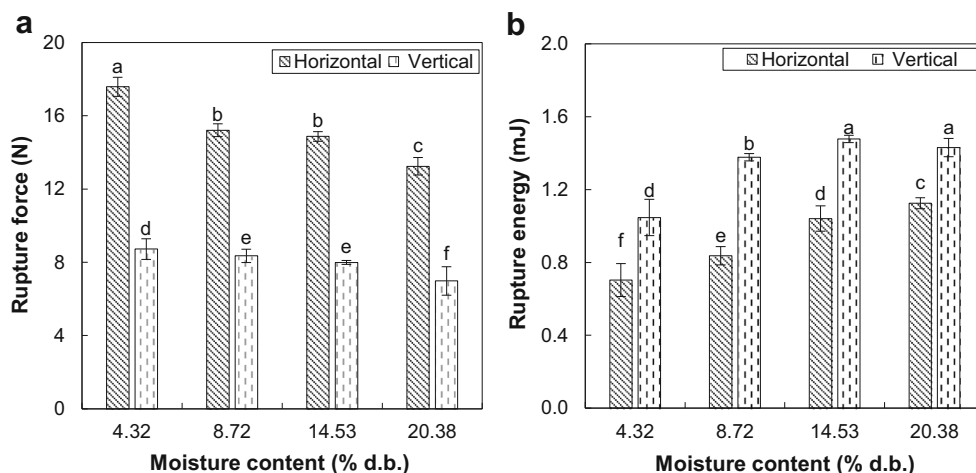 a
Rupture force (N)
20
16
12
8
4
0
Horizontal Vertical
a
b
b
c
d
e
e
f
4.32 8.72 14.53 20.38
Moisture content (% d.b.)
b
Rupture energy (mJ)
2.0
1.6
1.2
0.8
0.4
0.0
Horizontal Vertical
f
d
e
b
d
a
c
a
4.32 8.72 14.53 20.38
Moisture content (% d.b.)